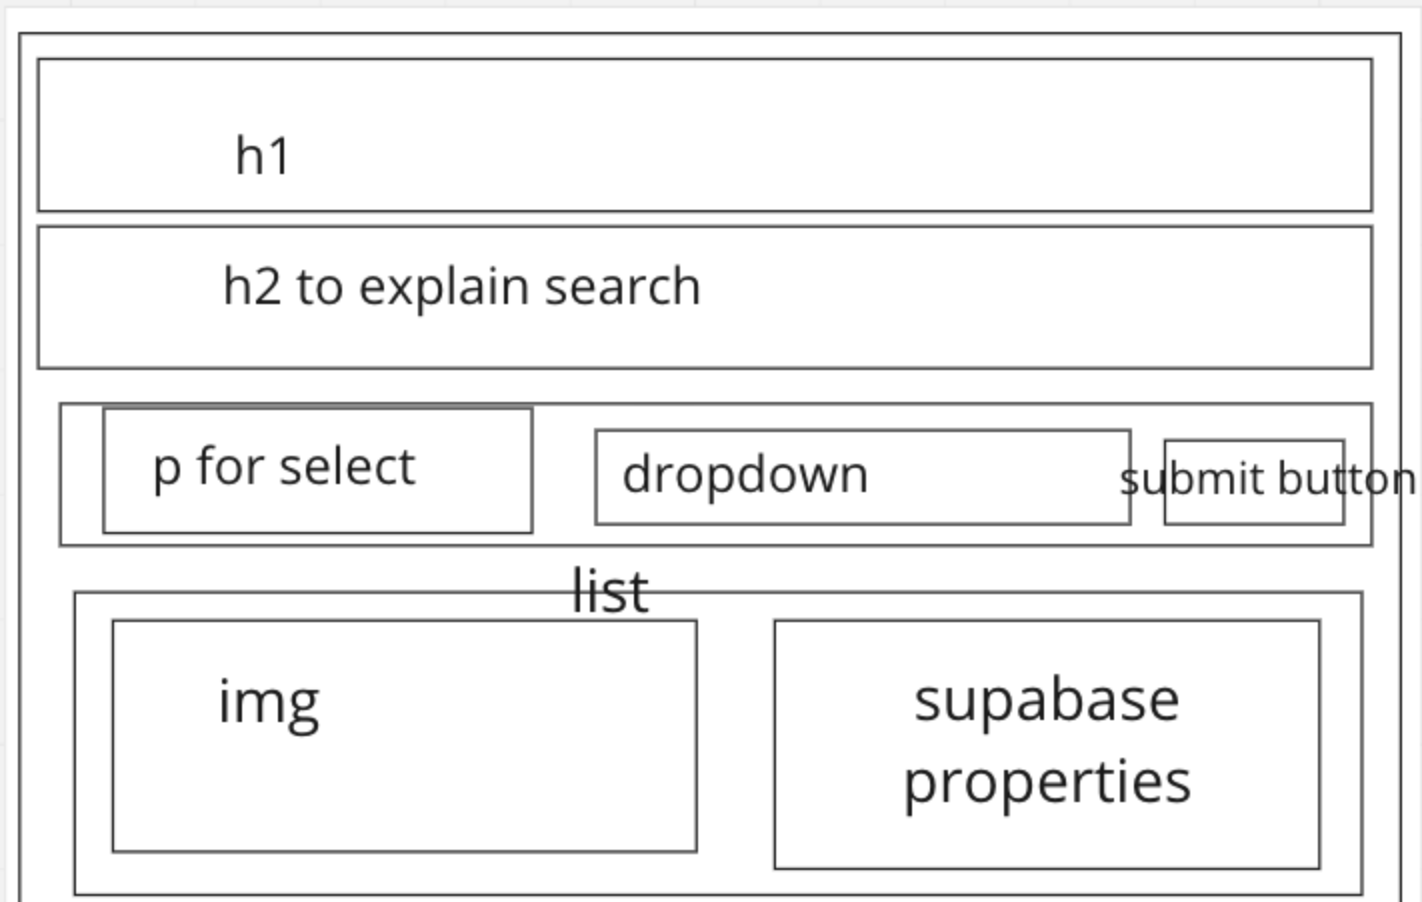 h1
h2 to explain search
p for select
dropdown
submit button
list
img
supabase
properties